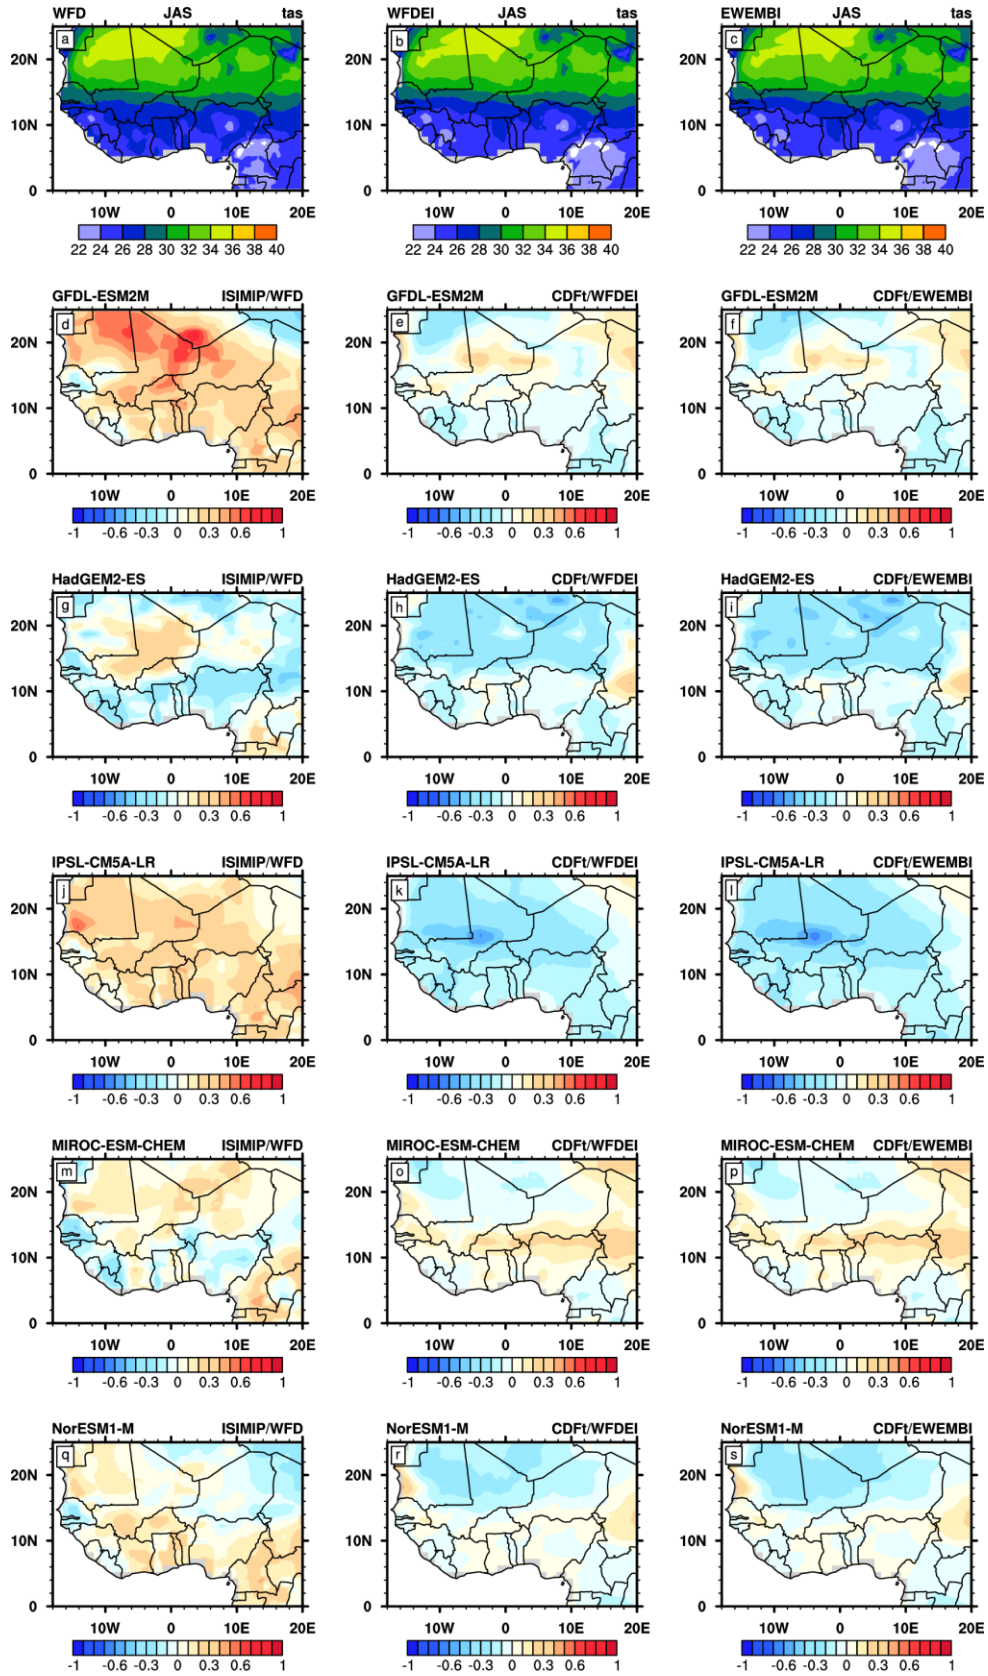 WFD JAS tas WFDEI JAS tas EWEMBI JAS tas
a b c
20N 20N 20N
10N 10N 10N
0 0 0
10W 0 10E 20E 10W 0 10E 20E 10W 0 10E 20E
22 24 26 28 30 32 34 36 38 40 22 24 26 28 30 32 34 36 38 40 22 24 26 28 30 32 34 36 38 40
GFDL-ESM2M ISIMIP/WFD GFDL-ESM2M CDFt/WFDEI GFDL-ESM2M CDFt/EWEMBI
d e f
20N 20N 20N
10N 10N 10N
0 0 0
10W 0 10E 20E 10W 0 10E 20E 10W 0 10E 20E
-1 -0.6 -0.3 0 0.3 0.6 1 -1 -0.6 -0.3 0 0.3 0.6 1 -1 -0.6 -0.3 0 0.3 0.6 1
HadGEM2-ES ISIMIP/WFD HadGEM2-ES CDFt/WFDEI HadGEM2-ES CDFt/EWEMBI
g h i
20N 20N 20N
10N 10N 10N
0 0 0
10W 0 10E 20E 10W 0 10E 20E 10W 0 10E 20E
-1 -0.6 -0.3 0 0.3 0.6 1 -1 -0.6 -0.3 0 0.3 0.6 1 -1 -0.6 -0.3 0 0.3 0.6 1
IPSL-CM5A-LR ISIMIP/WFD IPSL-CM5A-LR CDFt/WFDEI IPSL-CM5A-LR CDFt/EWEMBI
j k l
20N 20N 20N
10N 10N 10N
0 0 0
10W 0 10E 20E 10W 0 10E 20E 10W 0 10E 20E
-1 -0.6 -0.3 0 0.3 0.6 1 -1 -0.6 -0.3 0 0.3 0.6 1 -1 -0.6 -0.3 0 0.3 0.6 1
MIROC-ESM-CHEM ISIMIP/WFD MIROC-ESM-CHEM CDFt/WFDEI MIROC-ESM-CHEM CDFt/EWEMBI
m o p
20N 20N 20N
10N 10N 10N
0 0 0
10W 0 10E 20E 10W 0 10E 20E 10W 0 10E 20E
-1 -0.6 -0.3 0 0.3 0.6 1 -1 -0.6 -0.3 0 0.3 0.6 1 -1 -0.6 -0.3 0 0.3 0.6 1
NorESM1-M ISIMIP/WFD NorESM1-M CDFt/WFDEI NorESM1-M CDFt/EWEMBI
q r s
20N 20N 20N
10N 10N 10N
0 0 0
10W 0 10E 20E 10W 0 10E 20E 10W 0 10E 20E
-1 -0.6 -0.3 0 0.3 0.6 1 -1 -0.6 -0.3 0 0.3 0.6 1 -1 -0.6 -0.3 0 0.3 0.6 1